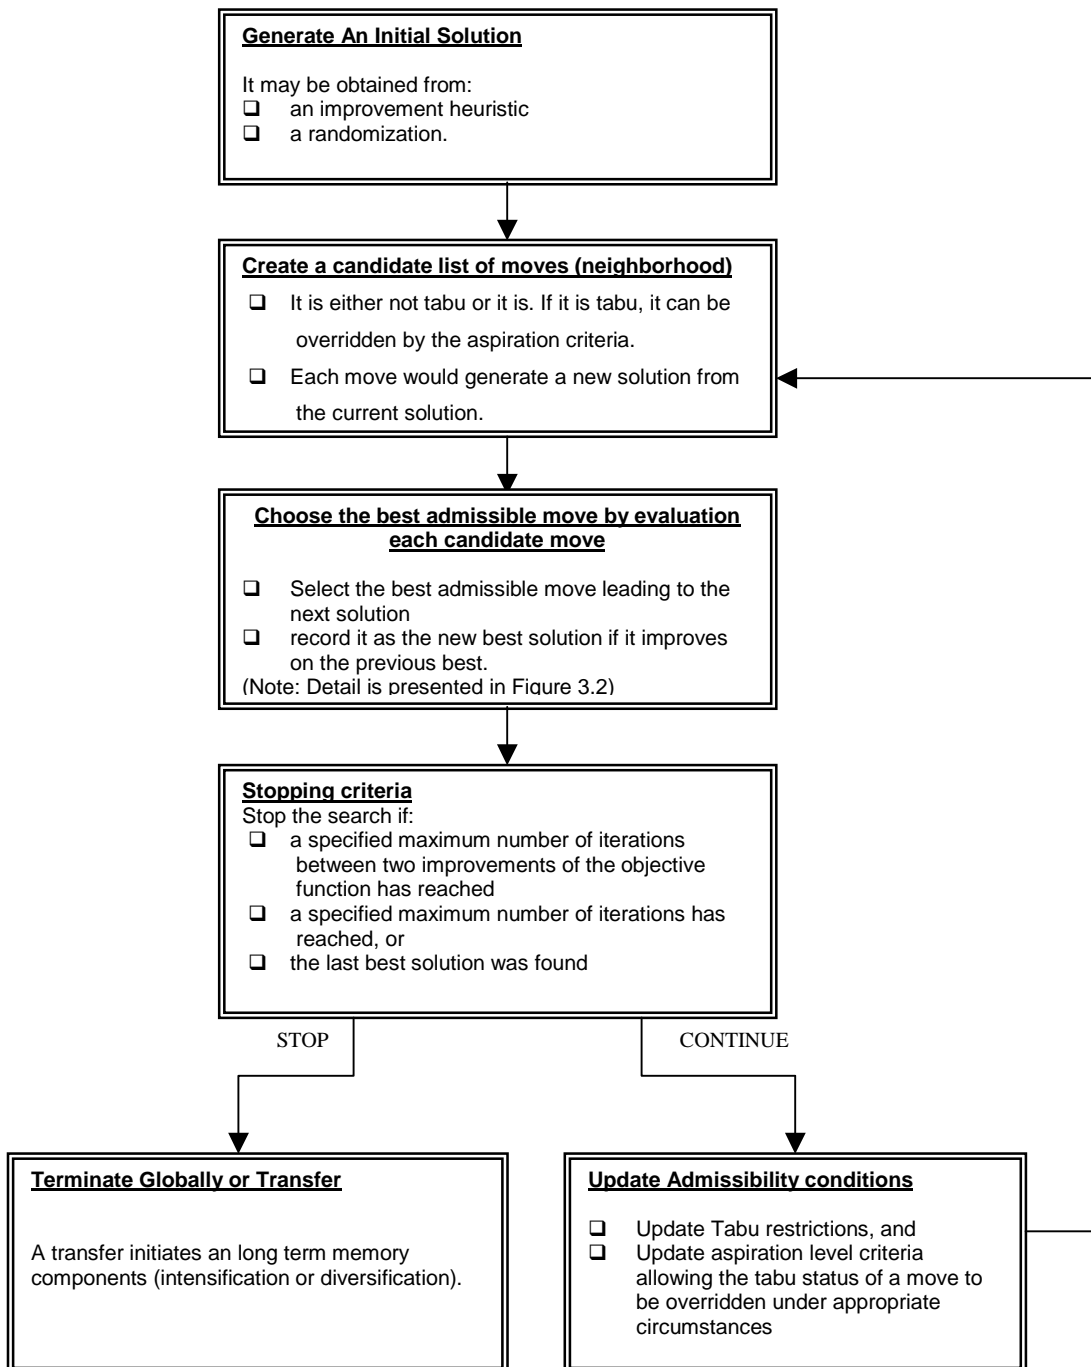 Generate An Initial Solution
It may be obtained from:
❑ an improvement heuristic
❑ a randomization.
Create a candidate list of moves (neighborhood)
❑ It is either not tabu or it is. If it is tabu, it can be
overridden by the aspiration criteria.
❑ Each move would generate a new solution from
the current solution.
Choose the best admissible move by evaluation
each candidate move
❑ Select the best admissible move leading to the
next solution
❑ record it as the new best solution if it improves
on the previous best.
(Note: Detail is presented in Figure 3.2)
Stopping criteria
Stop the search if:
❑ a specified maximum number of iterations
between two improvements of the objective
function has reached
❑ a specified maximum number of iterations has
reached, or
❑ the last best solution was found
STOP
CONTINUE
Terminate Globally or Transfer
A transfer initiates an long term memory
components (intensification or diversification).
Update Admissibility conditions
❑ Update Tabu restrictions, and
❑ Update aspiration level criteria
allowing the tabu status of a move to
be overridden under appropriate
circumstances